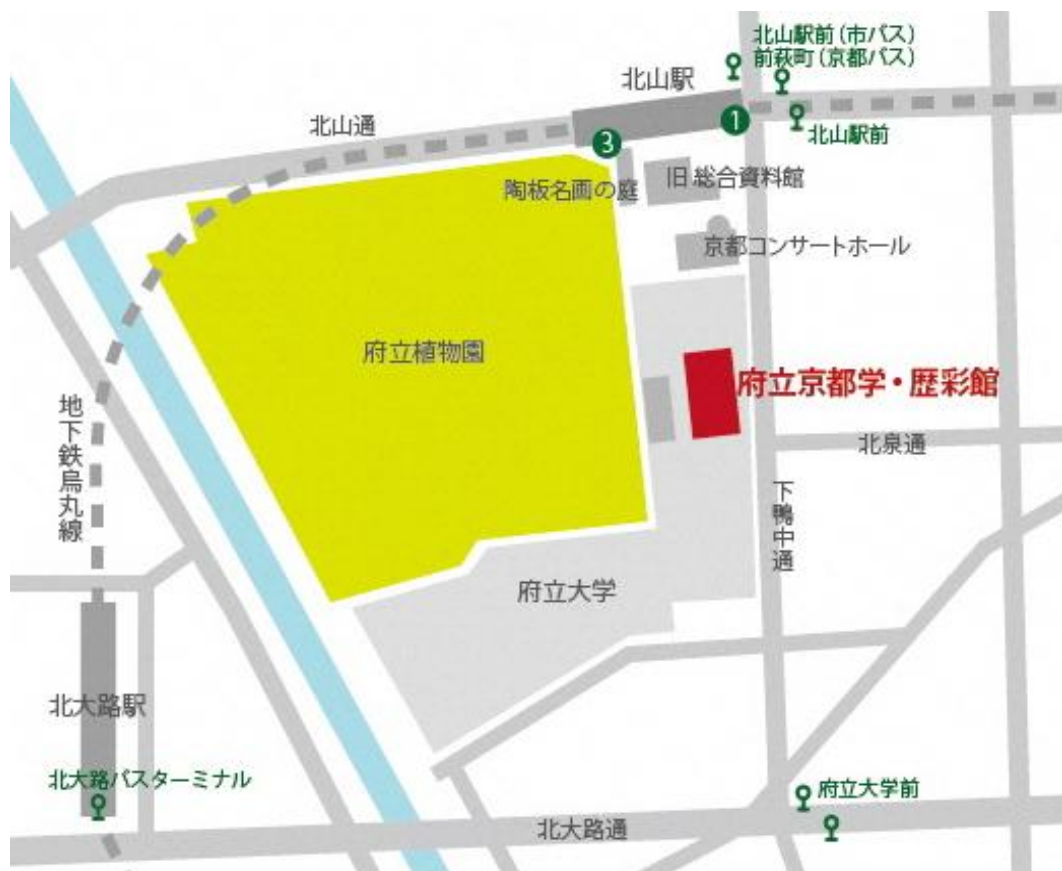 北山駅前(市バス)
前萩町(京都バス)
北山駅
北山通
1
北山駅前
3
陶板名画の庭
旧 総合資料館
京都コンサートホール
府立植物園
府立京都学・歴彩館
地下鉄烏丸線
北泉通
下鴨中通
府立大学
北大路駅
北大路バスターミナル
府立大学前
北大路通